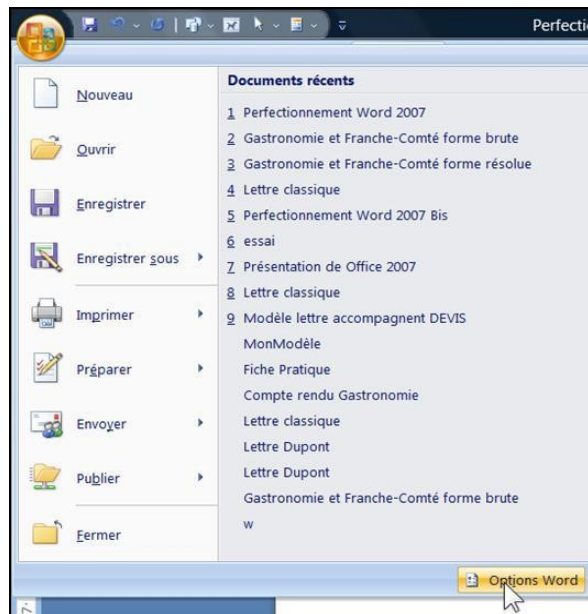 Perfectio
Nouveau
Ouvrir
Enregistrer
Enregistrer sous
Imprimer
Préparer
Envoyer
Publier
Fermer
Documents récents
1 Perfectionnement Word 2007
2 Gastronomie et Franche-Comté forme brute
3 Gastronomie et Franche-Comté forme résolue
4 Lettre classique
5 Perfectionnement Word 2007 Bis
6 essai
7 Présentation de Office 2007
8 Lettre classique
9 Modèle lettre accompagnent DEVIS
MonModèle
Fiche Pratique
Compte rendu Gastronomie
Lettre classique
Lettre Dupont
Lettre Dupont
Gastronomie et Franche-Comté forme brute
w
Options Word